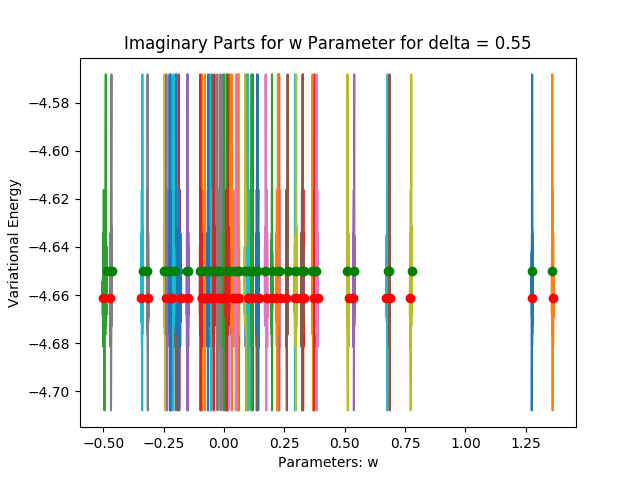 Imaginary Parts for w Parameter for delta = 0.55
Variational Energy
−4.58
−4.60
−4.62
−4.64
−4.66
−4.68
−4.70
−0.50 −0.25 0.00 0.25 0.50 0.75 1.00 1.25
Parameters: w